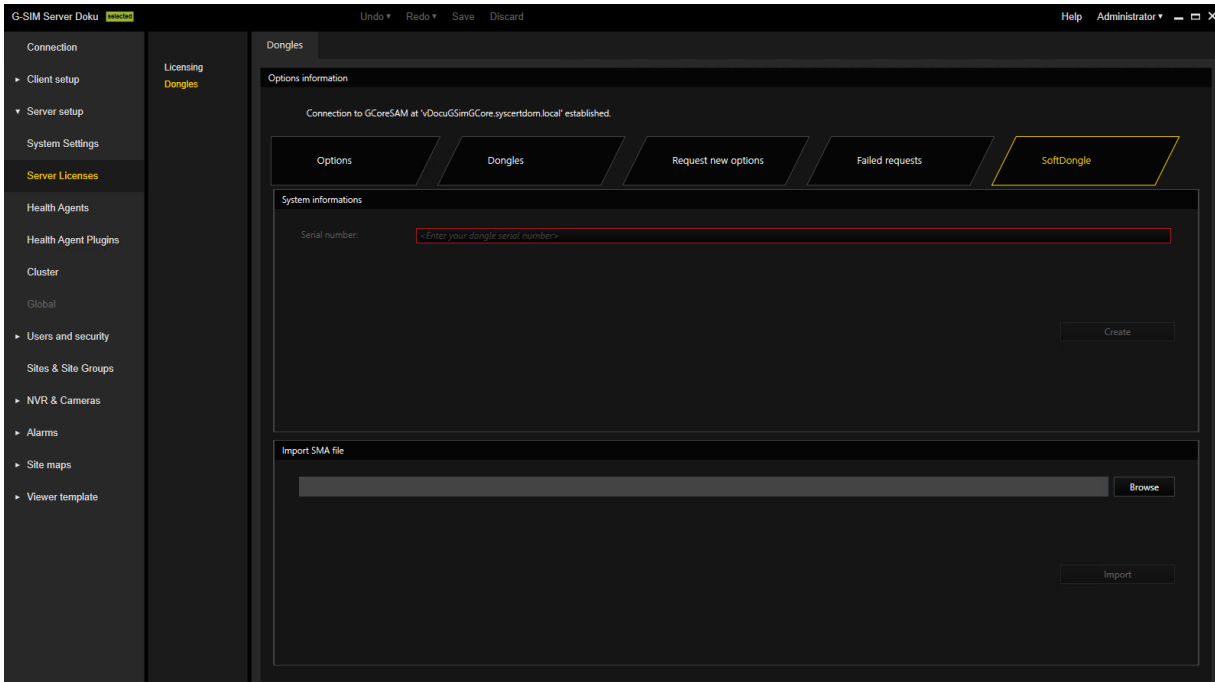 G-SIM Server Doku selected Undo ▾ Redo ▾ Save Discard Help Administrator ▾
Connection
▸ Client setup
▾ Server setup
System Settings
Server Licenses
Health Agents
Health Agent Plugins
Cluster
Global
▸ Users and security
Sites & Site Groups
▸ NVR & Cameras
▸ Alarms
▸ Site maps
▸ Viewer template
Licensing
Dongles
Dongles
Options information
Connection to GCoreSAM at 'vDocuGSimGCore.syscertdom.local' established.
Options Dongles Request new options Failed requests SoftDongle
System informations
Serial number: <Enter your dongle serial number>
Create
Import SMA file
Browse
Import